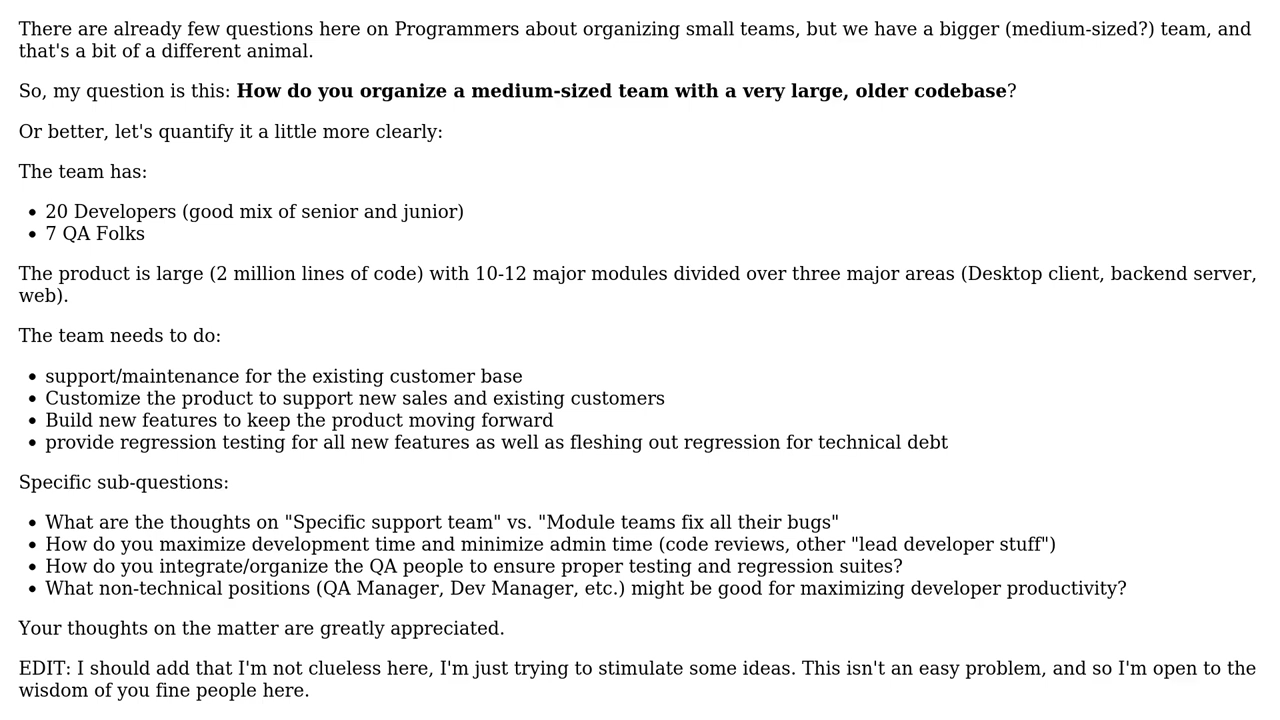 There are already few questions here on Programmers about organizing small teams, but we have a bigger (medium-sized?) team, and
that's a bit of a different animal.
So, my question is this: How do you organize a medium-sized team with a very large, older codebase?
Or better, let's quantify it a little more clearly:
The team has:
• 20 Developers (good mix of senior and junior)
• 7 QA Folks
The product is large (2 million lines of code) with 10-12 major modules divided over three major areas (Desktop client, backend server,
web).
The team needs to do:
• support/maintenance for the existing customer base
• Customize the product to support new sales and existing customers
• Build new features to keep the product moving forward
• provide regression testing for all new features as well as fleshing out regression for technical debt
Specific sub-questions:
• What are the thoughts on "Specific support team" vs. "Module teams fix all their bugs"
• How do you maximize development time and minimize admin time (code reviews, other "lead developer stuff")
• How do you integrate/organize the QA people to ensure proper testing and regression suites?
• What non-technical positions (QA Manager, Dev Manager, etc.) might be good for maximizing developer productivity?
Your thoughts on the matter are greatly appreciated.
EDIT: I should add that I'm not clueless here, I'm just trying to stimulate some ideas. This isn't an easy problem, and so I'm open to the
wisdom of you fine people here.